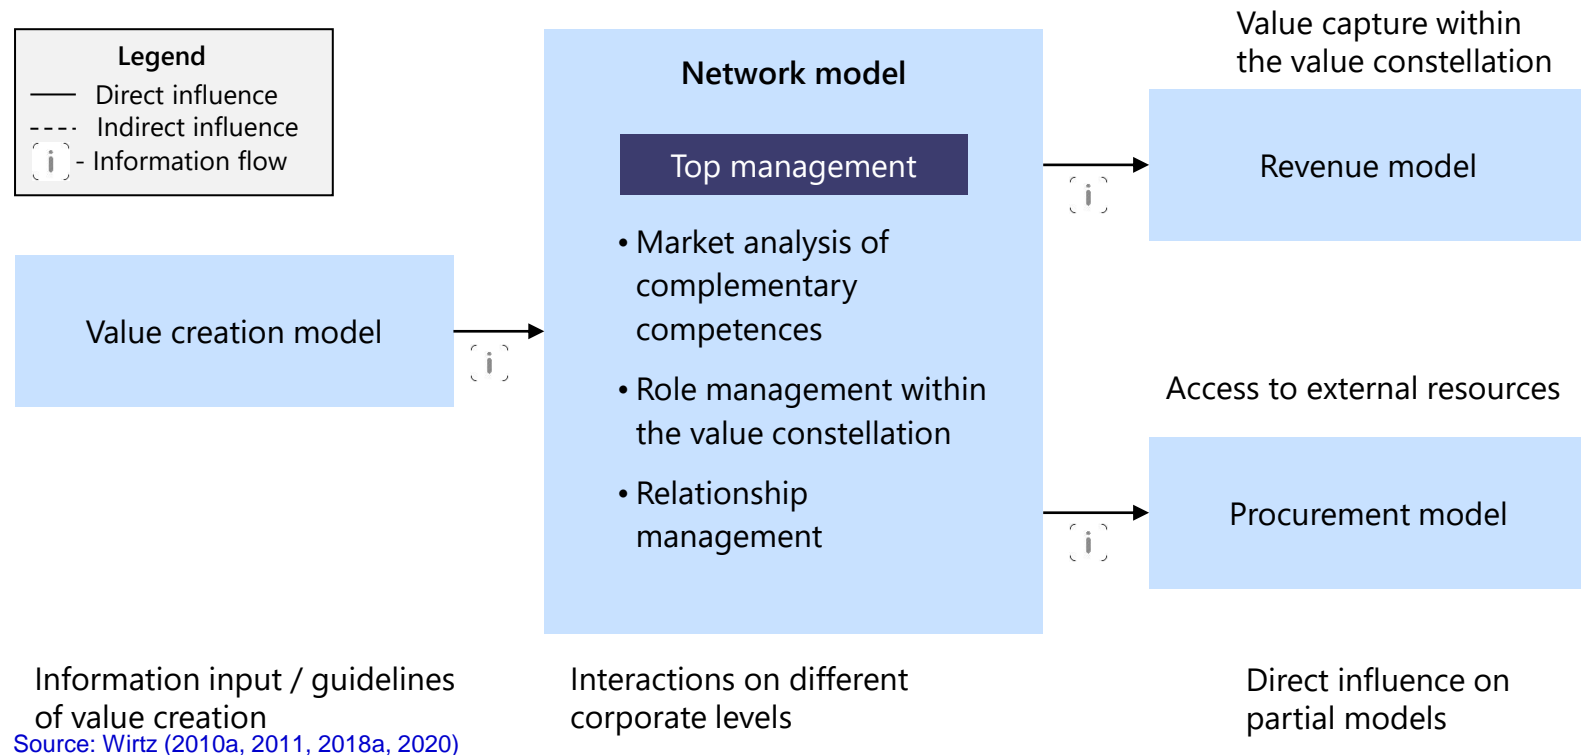 Legend
Direct influence
Indirect influence
i - Information flow
Value creation model
i
Information input / guidelines
of value creation
Source: Wirtz (2010a, 2011, 2018a, 2020)
Network model
Top management
• Market analysis of
complementary
competences
• Role management within
the value constellation
• Relationship
management
Interactions on different
corporate levels
Value capture within
the value constellation
i
Revenue model
Access to external resources
i
Procurement model
Direct influence on
partial models